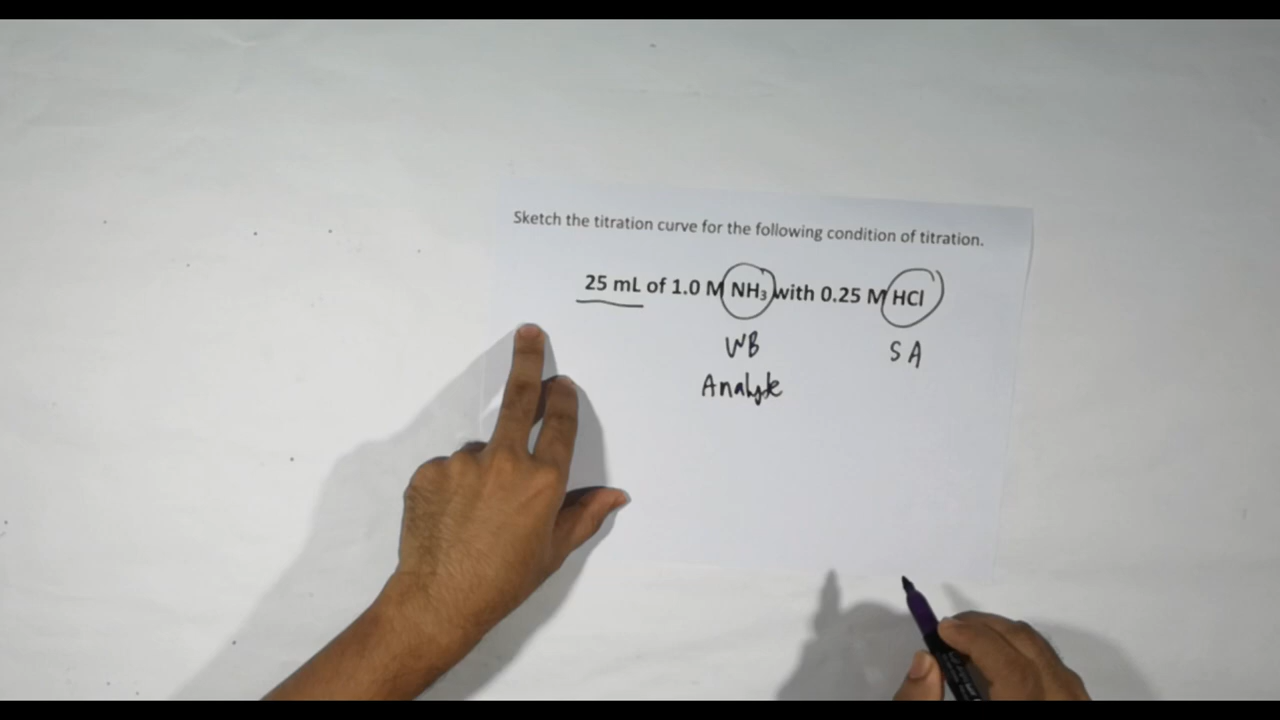 Sketch the titration curve for the following condition of titration.
25 mL of 1.0 M NH₃ with 0.25 M HCl
WB SA
Analyte